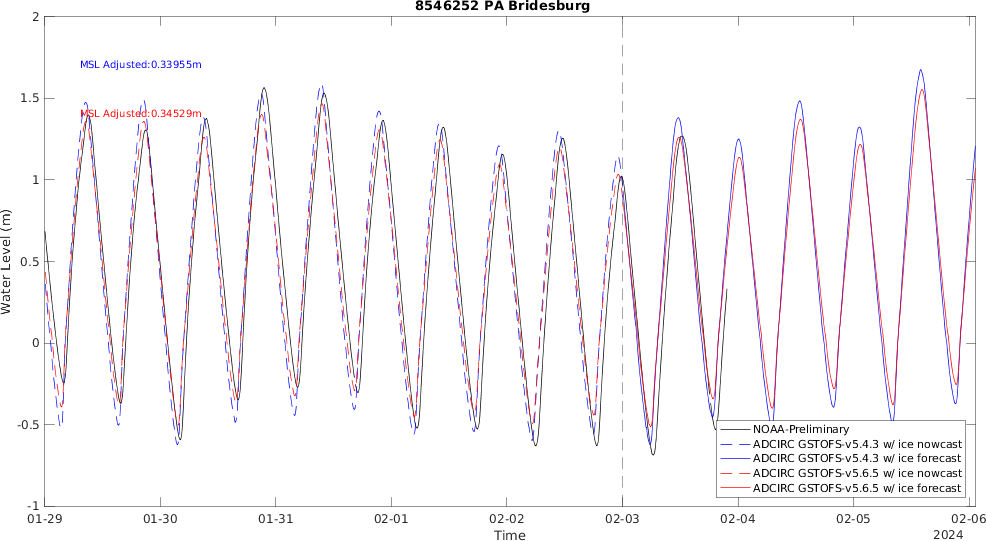 8546252 PA Bridesburg
2
1.5
1
0.5
0
-0.5
-1
Water Level (m)
MSL Adjusted:0.33955m
MSL Adjusted:0.34529m
NOAA-Preliminary
ADCIRC GSTOFS-v5.4.3 w/ ice nowcast
ADCIRC GSTOFS-v5.4.3 w/ ice forecast
ADCIRC GSTOFS-v5.6.5 w/ ice nowcast
ADCIRC GSTOFS-v5.6.5 w/ ice forecast
01-29 01-30 01-31 02-01 02-02 02-03 02-04 02-05 02-06
Time
2024